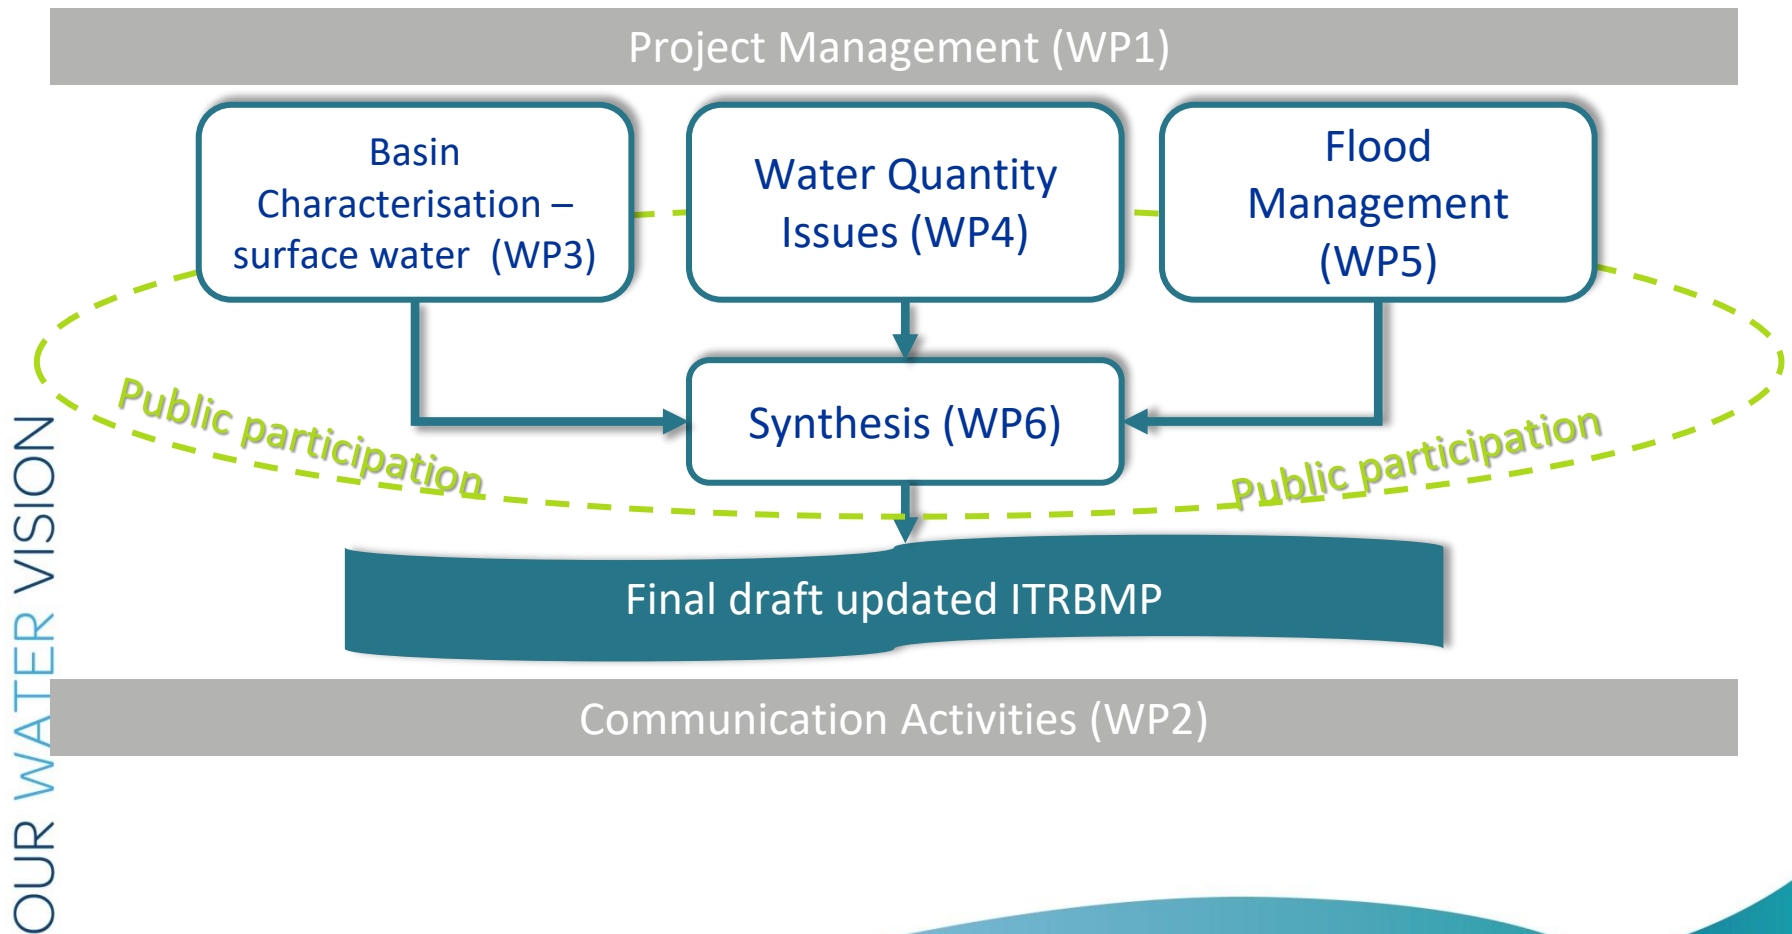 Project Management (WP1)
Basin
Characterisation –
surface water (WP3)
Water Quantity
Issues (WP4)
Flood
Management
(WP5)
Public participation
Synthesis (WP6)
Public participation
Final draft updated ITRBMP
Communication Activities (WP2)
OUR WATER VISION